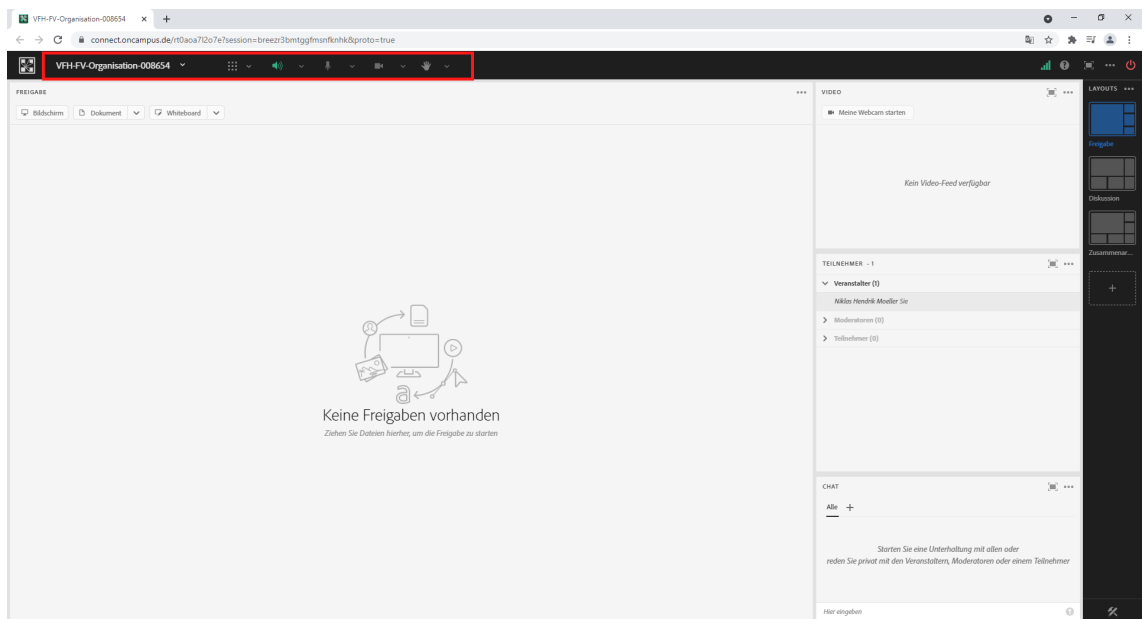 VFH-FV-Organisation-008654
connect.oncampus.de/rt0aoa7l2o7e?session=breezr3bmtggfmsnfknhk&proto=true
VFH-FV-Organisation-008654
FREIGABE
Bildschirm Dokument Whiteboard
Keine Freigaben vorhanden
Ziehen Sie Dateien hierher, um die Freigabe zu starten
VIDEO
Meine Webcam starten
Kein Video-Feed verfügbar
TEILNEHMER - 1
Veranstalter (1)
Niklas Hendrik Moeller Sie
Moderatoren (0)
Teilnehmer (0)
CHAT
Alle
Starten Sie eine Unterhaltung mit allen oder
reden Sie privat mit den Veranstaltern, Moderatoren oder einem Teilnehmer
Hier eingeben
LAYOUTS
Freigabe
Diskussion
Zusammenar...